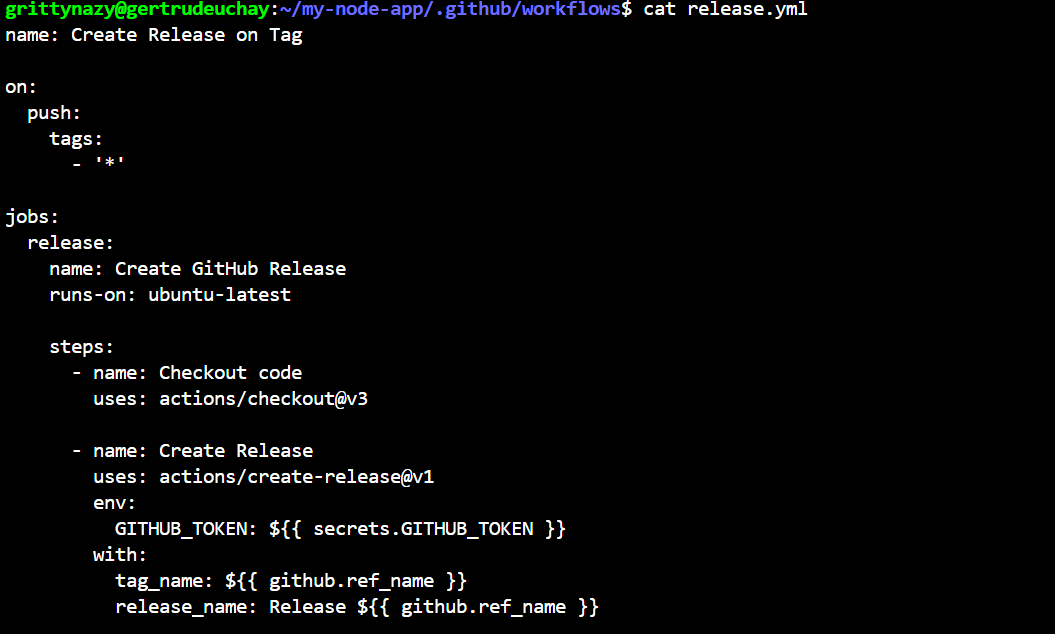 grittynazy@gertrudeuchay:~/my-node-app/.github/workflows$ cat release.yml
name: Create Release on Tag
on:
  push:
    tags:
      - '*'
jobs:
  release:
    name: Create GitHub Release
    runs-on: ubuntu-latest
    steps:
      - name: Checkout code
        uses: actions/checkout@v3
      - name: Create Release
        uses: actions/create-release@v1
        env:
          GITHUB_TOKEN: ${{ secrets.GITHUB_TOKEN }}
        with:
          tag_name: ${{ github.ref_name }}
          release_name: Release ${{ github.ref_name }}